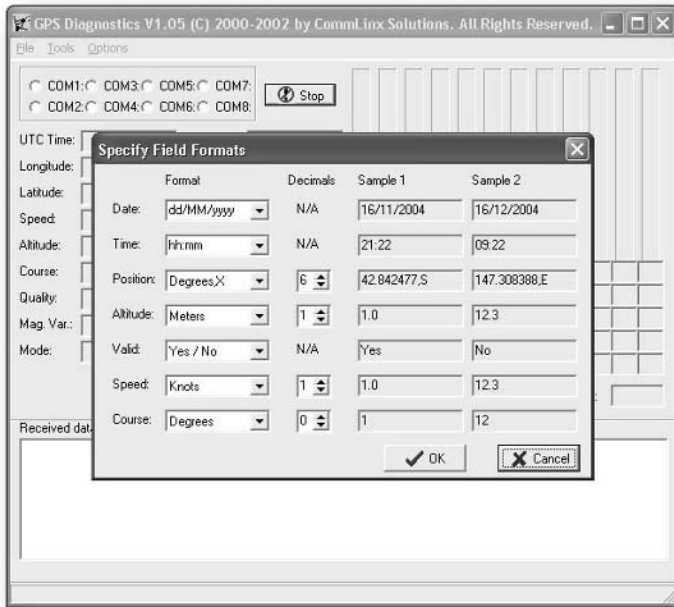 GPS Diagnostics V1.05 (C) 2000-2002 by CommLinx Solutions. All Rights Reserved.
File Tools Options
COM1: COM3: COM5: COM7:
COM2: COM4: COM6: COM8:
Stop
UTC Time:
Longitude:
Latitude:
Speed:
Altitude:
Course:
Quality:
Mag. Var.:
Mode:
Received data
Specify Field Formats
Format Decimals Sample 1 Sample 2
Date: dd/MM/yyyy N/A 16/11/2004 16/12/2004
Time: hh:mm N/A 21:22 09:22
Position: Degrees,X 6 42.842477,S 147.308388,E
Altitude: Meters 1 1.0 12.3
Valid: Yes / No N/A Yes No
Speed: Knots 1 1.0 12.3
Course: Degrees 0 1 12
OK Cancel